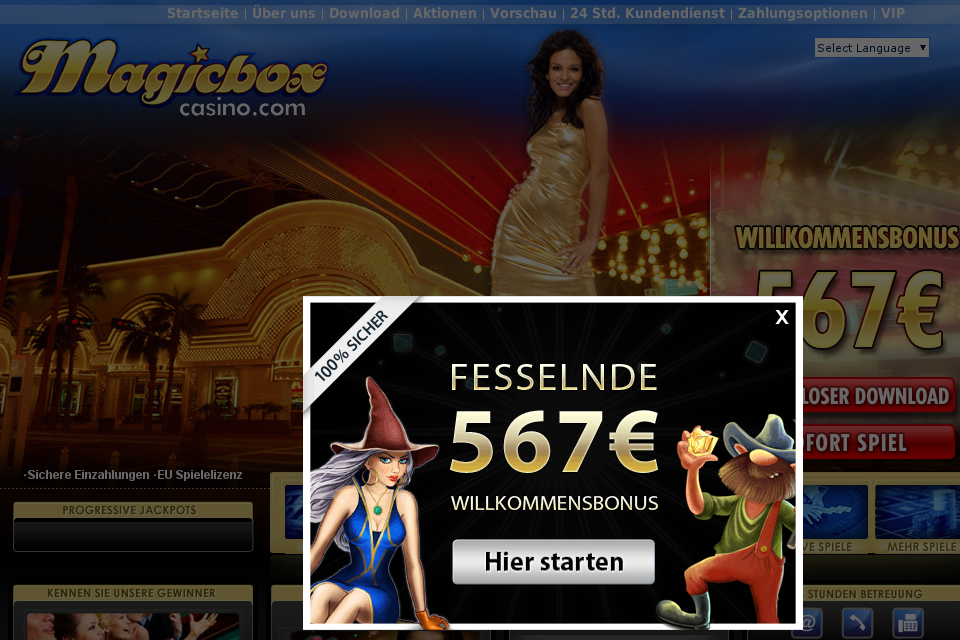 Startseite | Über uns | Download | Aktionen | Vorschau | 24 Std. Kundendienst | Zahlungsoptionen | VIP
Magicbox
casino.com
Select Language
WILLKOMMENSBONUS
567€
LOSER DOWNLOAD
OFORT SPIEL
X
100% SICHER
FESSELNDE
567€
WILLKOMMENSBONUS
Hier starten
·Sichere Einzahlungen ·EU Spielelizenz
PROGRESSIVE JACKPOTS
VE SPIELE
MEHR SPIELE
KENNEN SIE UNSERE GEWINNER
STUNDEN BETREUUNG